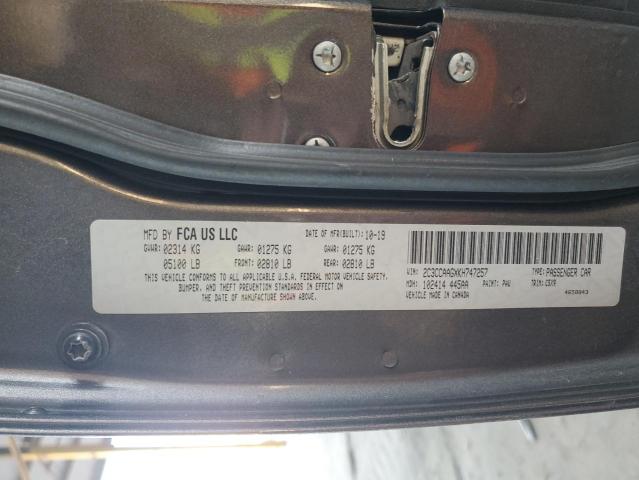 MFD BY FCA US LLC DATE OF MFR(BUILT): 10-19
GVWR: 02314 KG GAWR: 01275 KG GAWR: 01275 KG
05100 LB FRONT: 02810 LB REAR: 02810 LB
THIS VEHICLE CONFORMS TO ALL APPLICABLE U.S.A. FEDERAL MOTOR VEHICLE SAFETY,
BUMPER, AND THEFT PREVENTION STANDARDS IN EFFECT ON
THE DATE OF MANUFACTURE SHOWN ABOVE.
VIN: 2C3CCAAGXKH747257 TYPE: PASSENGER CAR
MDH: 102414 445AA PAINT: PAU TRIM: C5XR
VEHICLE MADE IN CANADA 4658843